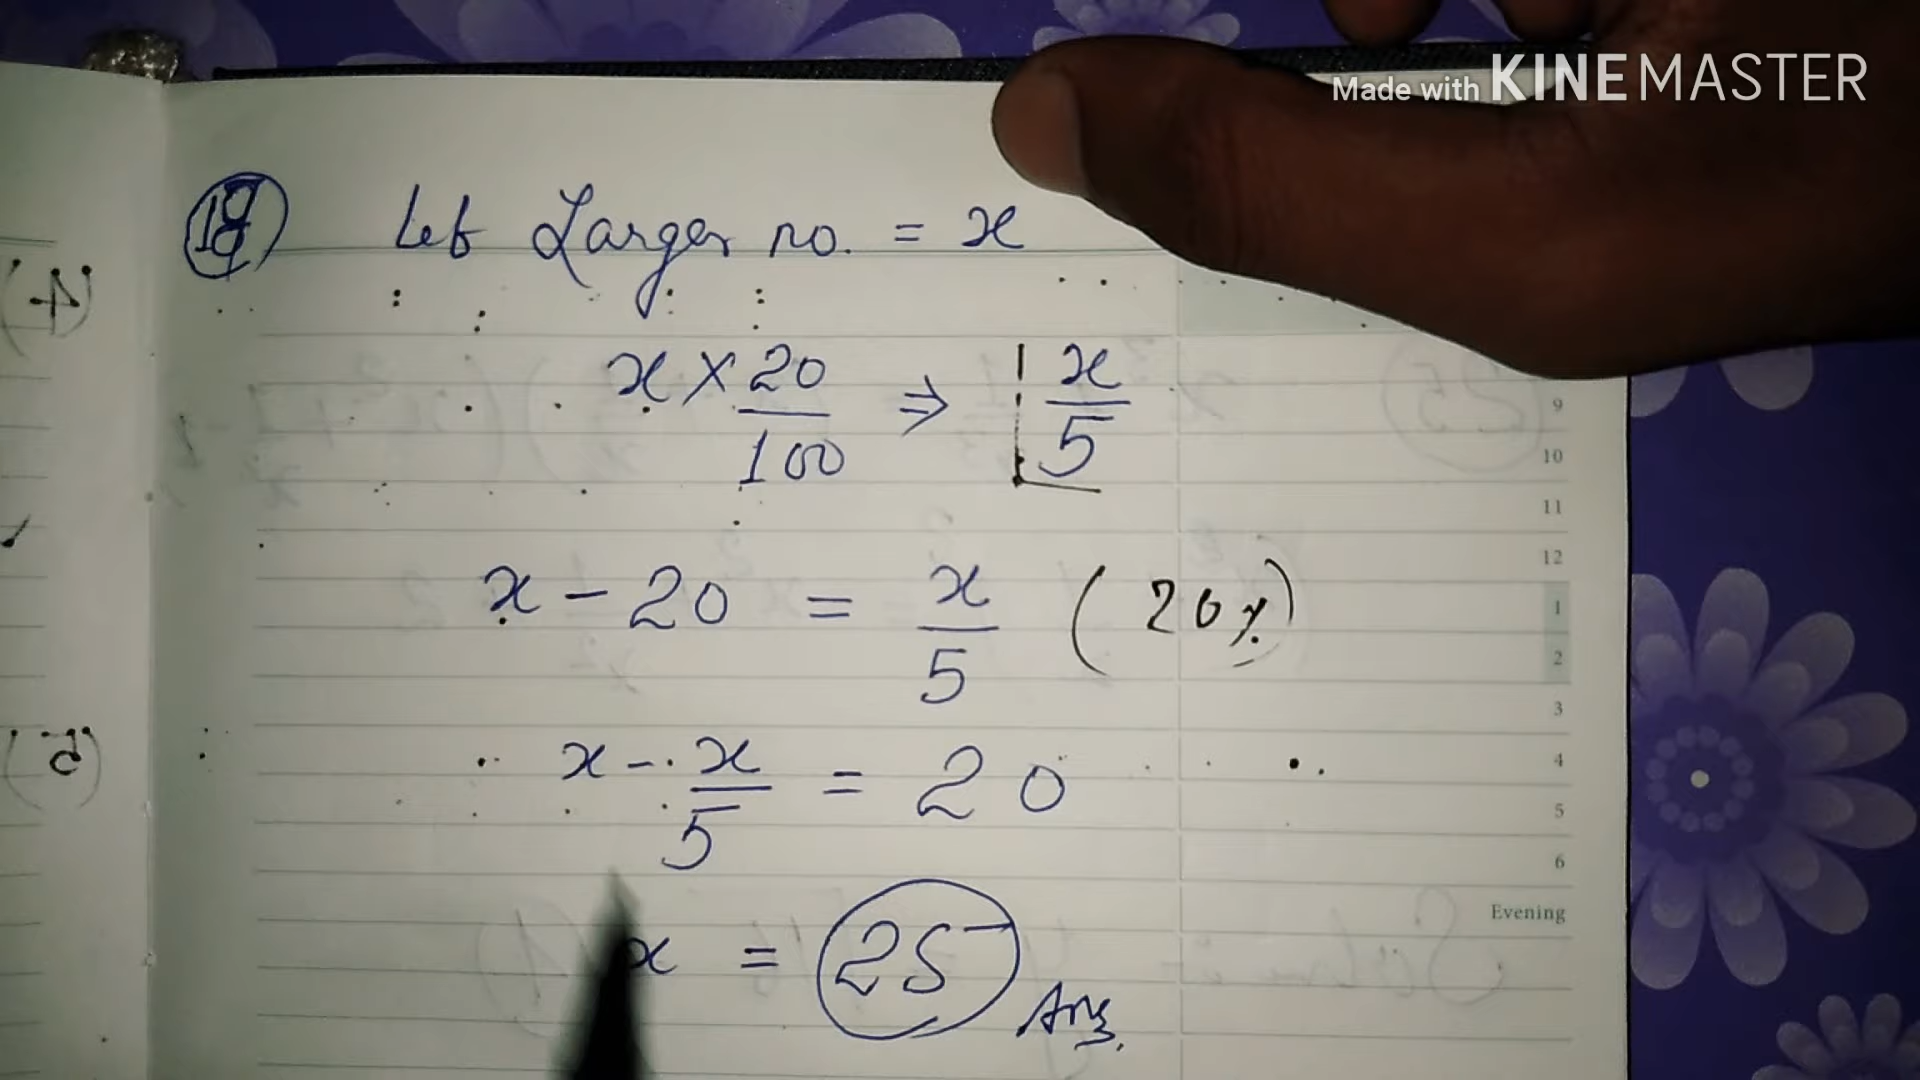 Made with KINEMASTER
18 Let Larger no. = x
x × 20/100 ⇒ x/5
x - 20 = x/5 (20%)
x - x/5 = 20
x = 25 Ans.
9
10
11
12
1
2
3
4
5
6
Evening